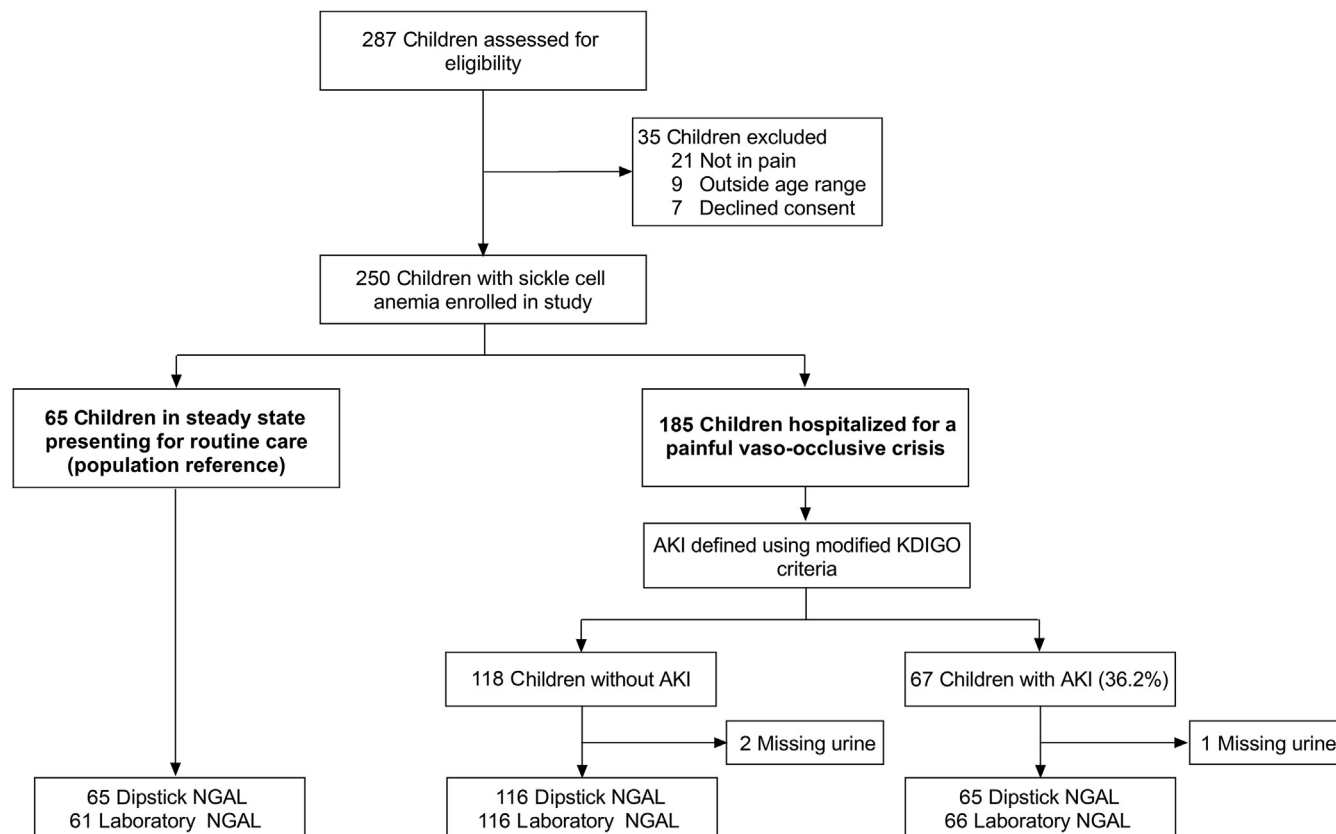 287 Children assessed for
eligibility
35 Children excluded
21 Not in pain
9 Outside age range
7 Declined consent
250 Children with sickle cell
anemia enrolled in study
65 Children in steady state
presenting for routine care
(population reference)
185 Children hospitalized for a
painful vaso-occlusive crisis
AKI defined using modified KDIGO
criteria
118 Children without AKI
67 Children with AKI (36.2%)
2 Missing urine
1 Missing urine
65 Dipstick NGAL
61 Laboratory NGAL
116 Dipstick NGAL
116 Laboratory NGAL
65 Dipstick NGAL
66 Laboratory NGAL